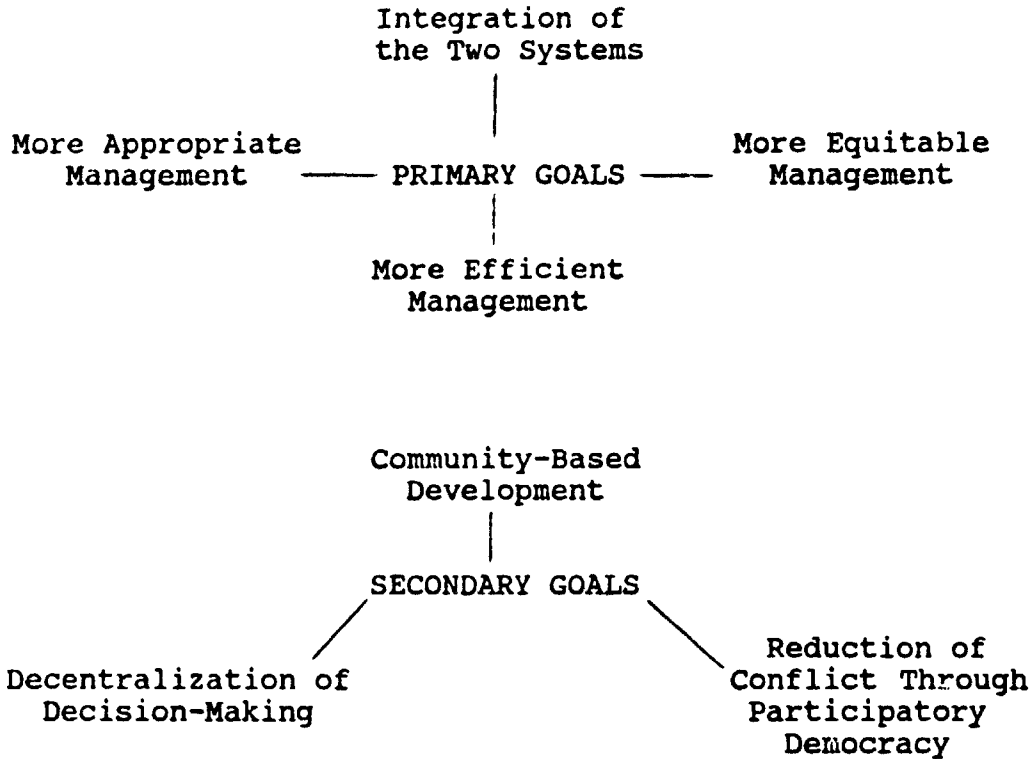 Integration of
the Two Systems
More Appropriate
Management
PRIMARY GOALS
More Equitable
Management
More Efficient
Management
Community-Based
Development
SECONDARY GOALS
Decentralization of
Decision-Making
Reduction of
Conflict Through
Participatory
Democracy